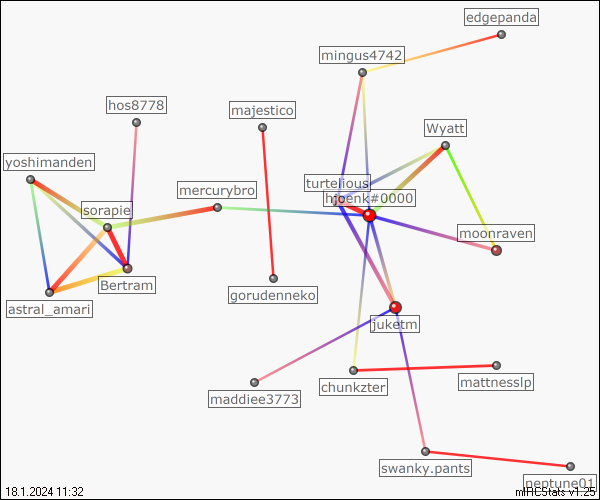 edgepanda
mingus4742
hos8778
majestico
Wyatt
yoshimanden
turtelious
mercurybro
hjoenk#0000
sorapie
moonraven
Bertram
gorudenneko
astral_amari
juketm
mattnesslp
chunkzter
maddiee3773
swanky.pants
neptune01
18.1.2024 11:32
mIRCStats v1.25